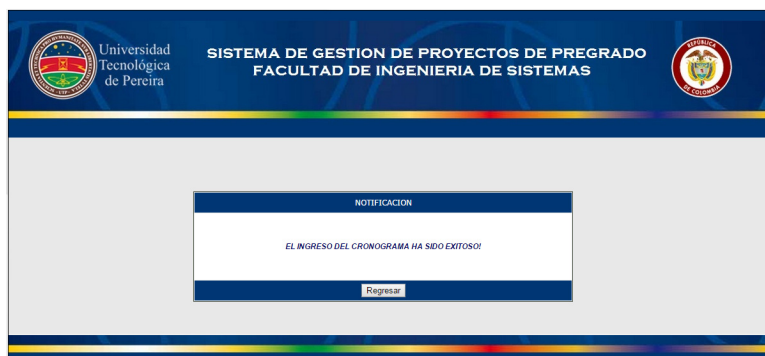 Universidad
Tecnológica
de Pereira
SISTEMA DE GESTION DE PROYECTOS DE PREGRADO
FACULTAD DE INGENIERIA DE SISTEMAS
REPUBLICA
DE COLOMBIA
NOTIFICACION
EL INGRESO DEL CRONOGRAMA HA SIDO EXITOSO!
Regresar